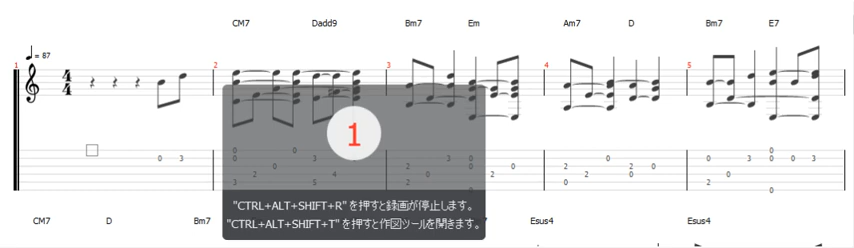 CM7 Dadd9 Bm7 Em Am7 D Bm7 E7
= 87
1 2 3 4 5
4
4
1
"CTRL+ALT+SHIFT+R" を押すと録画が停止します。
"CTRL+ALT+SHIFT+T" を押すと作図ツールを開きます。
CM7 D Bm7 Esus4 Esus4